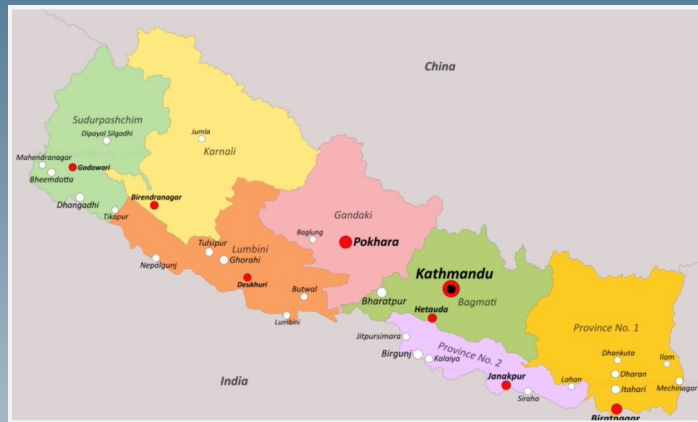 China
Sudurpashchim
Dipayal Silgadhi
Jumla
Karnali
Mahendranagar
Godawari
Bheemdatta
Dhangadhi
Birendranagar
Tikapur
Gandaki
Baglung
Pokhara
Tulsipur
Lumbini
Ghorahi
Nepalgunj
Deukhuri
Butwal
Lumbini
Kathmandu
Bharatpur
Bagmati
Hetauda
Jitpursimara
Province No. 2
Birgunj
Kalaiya
Province No. 1
Dhankuta
Ilam
Dharan
Janakpur
Lahan
Itahari
Mechinagar
Siraha
Biratnagar
India